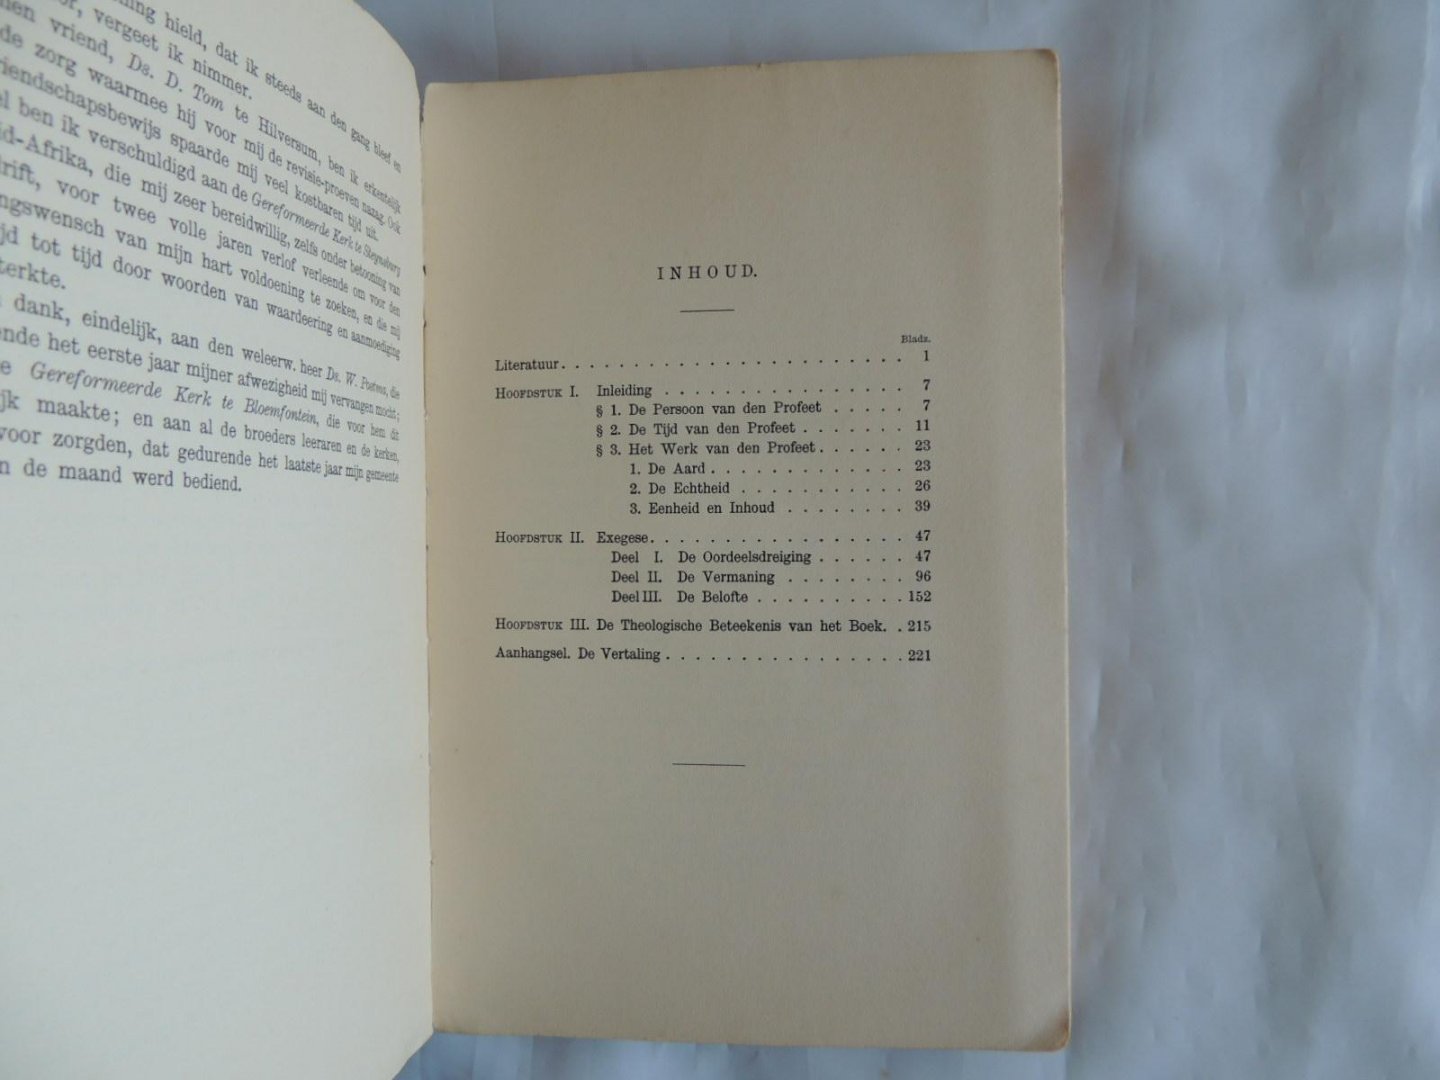 ning hield, dat ik steeds aan den gang bleef en
or, vergeet ik nimmer.
vriend, Ds. D. Tom te Hilversum, ben ik erkentelijk
de zorg waarmee hij voor mij de revisie-proeven nazag. Ook
iendschapsbewijs spaarde mij veel kostbaren tijd uit.
el ben ik verschuldigd aan de Gereformeerde Kerk te Steynsburg
id-Afrika, die mij zeer bereidwillig, zelfs onder betooning van
drift, voor twee volle jaren verlof verleende om voor den
ngswensch van mijn hart voldoening te zoeken, en die mij
jd tot tijd door woorden van waardeering en aanmoediging
terkte.
dank, eindelijk, aan den weleerw. heer Ds. W. Postma, die
ende het eerste jaar mijner afwezigheid mij vervangen mocht;
e Gereformeerde Kerk te Bloemfontein, die voor hem dit
jk maakte; en aan al de broeders leeraren en de kerken,
voor zorgden, dat gedurende het laatste jaar mijn gemeente
n de maand werd bediend.
INHOUD.
Bladz.
Literatuur. . . . . . . . . . . . . . . . . . . . . . . 1
HOOFDSTUK I. Inleiding . . . . . . . . . . . . . . . . 7
§ 1. De Persoon van den Profeet . . . . . 7
§ 2. De Tijd van den Profeet . . . . . . . 11
§ 3. Het Werk van den Profeet . . . . . . 23
1. De Aard . . . . . . . . . . . . . 23
2. De Echtheid . . . . . . . . . . . 26
3. Eenheid en Inhoud . . . . . . . . 39
HOOFDSTUK II. Exegese. . . . . . . . . . . . . . . . . 47
Deel I. De Oordeelsdreiging . . . . . . 47
Deel II. De Vermaning . . . . . . . . 96
Deel III. De Belofte . . . . . . . . . . 152
HOOFDSTUK III. De Theologische Beteekenis van het Boek. . 215
Aanhangsel. De Vertaling . . . . . . . . . . . . . . . . 221